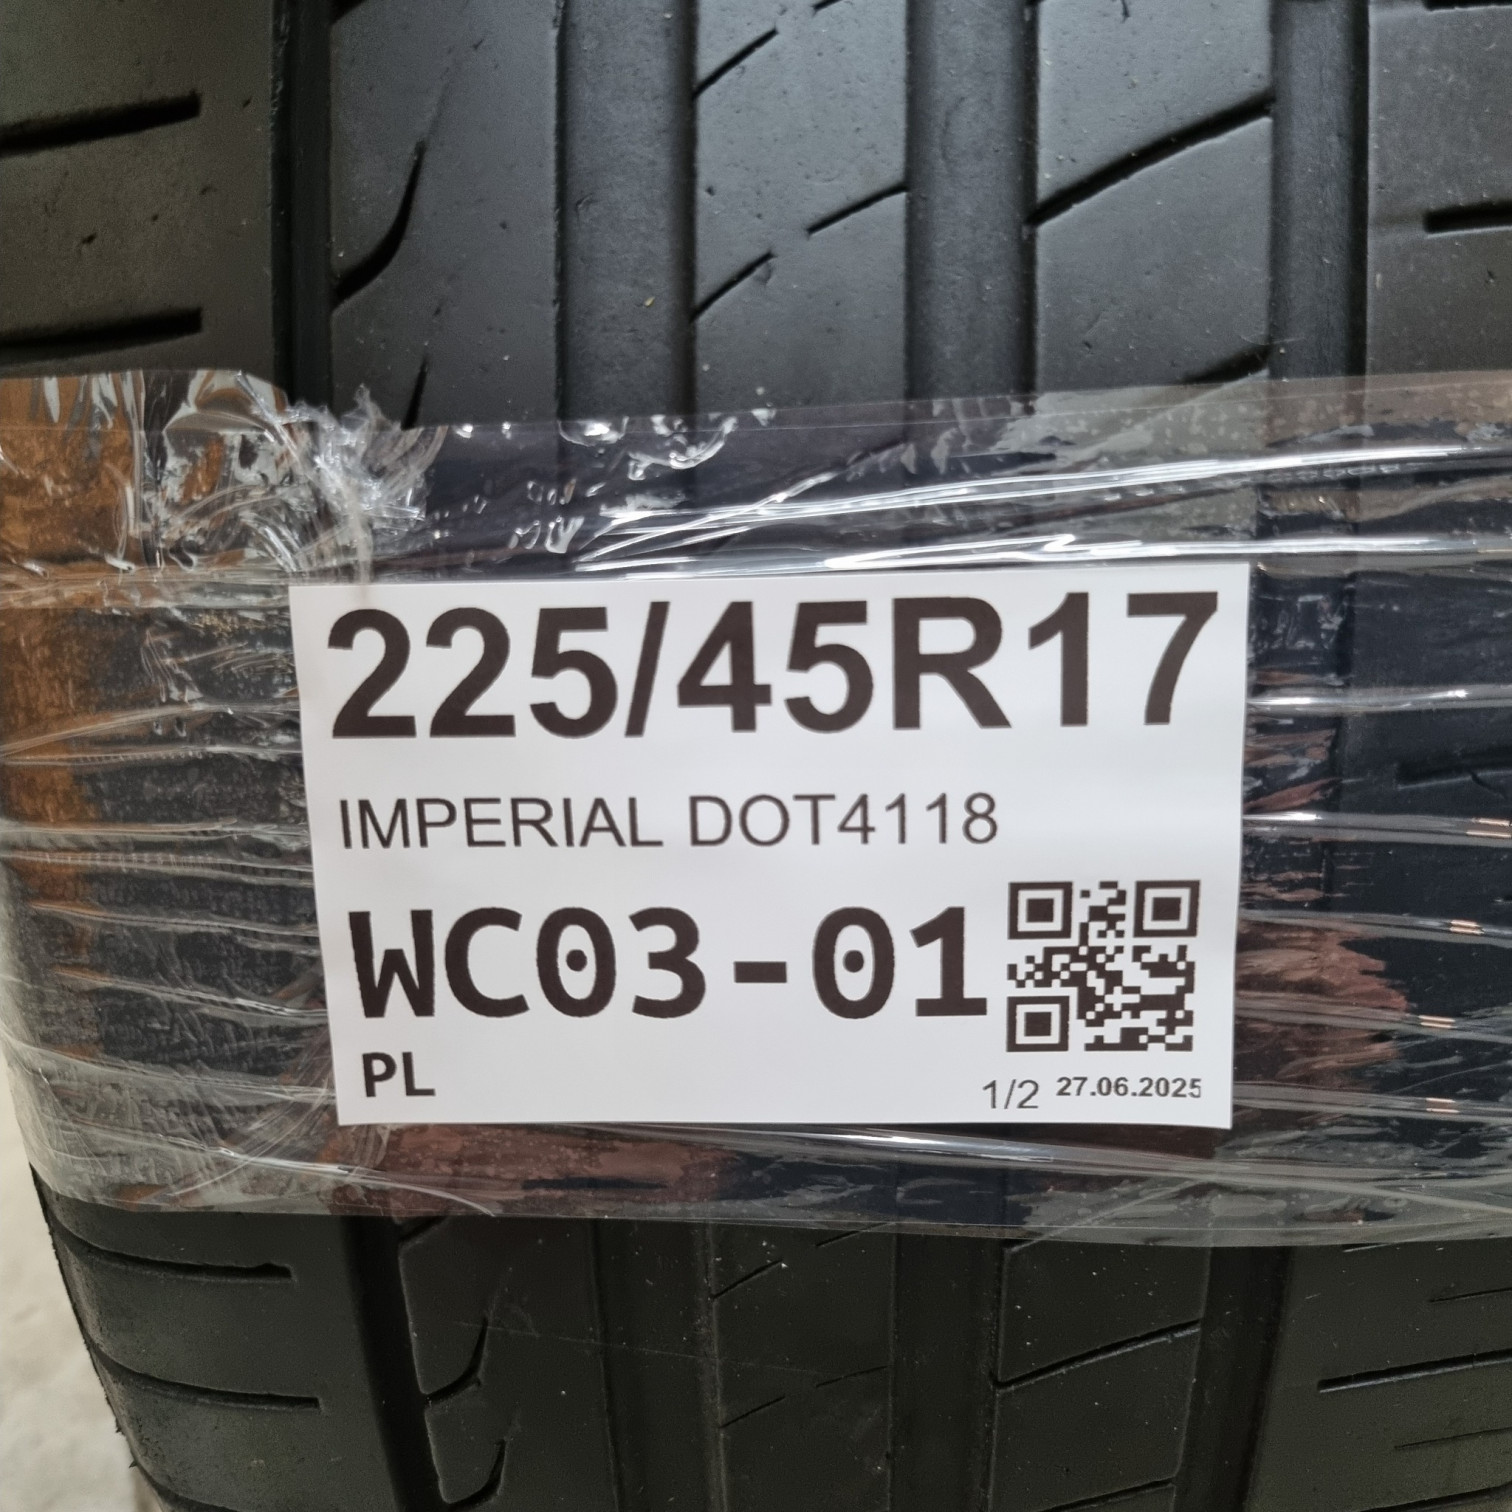 225/45R17
IMPERIAL DOT4118
WC03-01
PL
1/2 27.06.2025